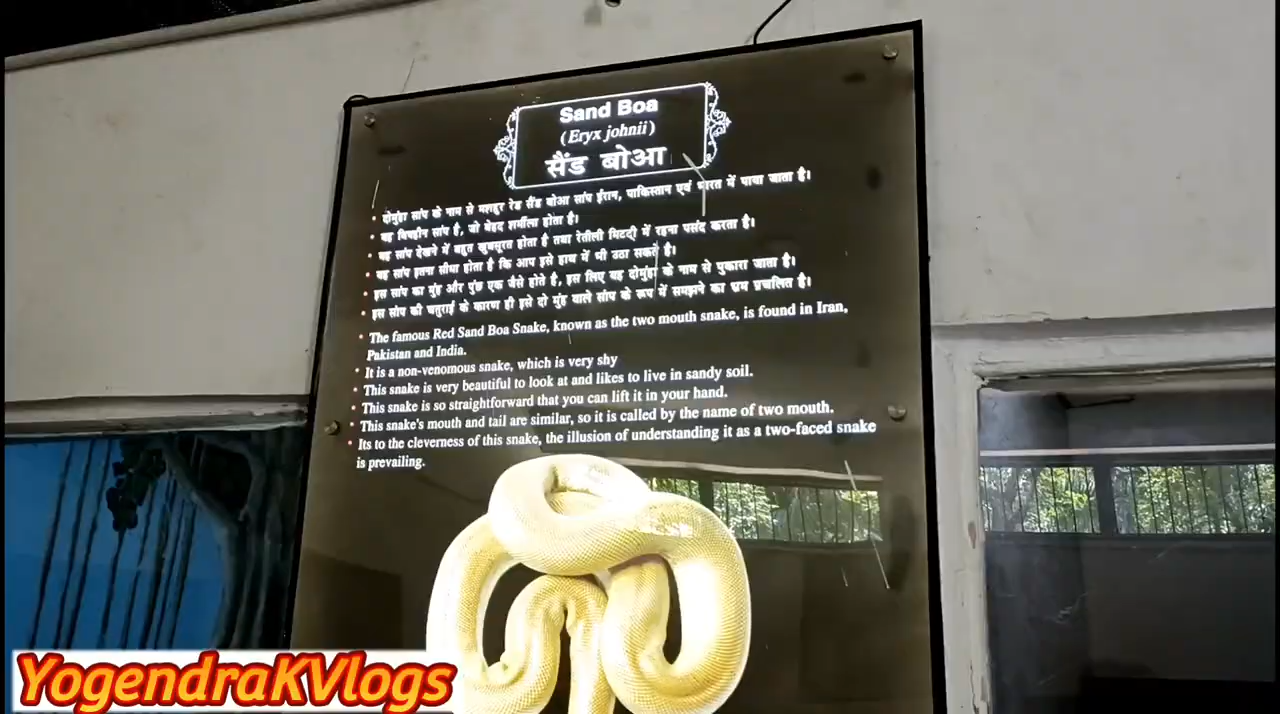 Sand Boa
(Eryx johnii)
सैंड बोआ
• दोमुंहा सांप के नाम से मशहूर रेड सैंड बोआ सांप ईरान, पाकिस्तान एवं भारत में पाया जाता है।
• यह विषहीन सांप है, जो बेहद शर्मीला होता है।
• यह सांप देखने में बहुत खुबसूरत होता है तथा रेतीली मिटटी में रहना पसंद करता है।
• यह सांप इतना सीधा होता है कि आप इसे हाथ में भी उठा सकते है।
• इस सांप का मुंह और पुंछ एक जैसे होते है, इस लिए यह दोमुंहा के नाम से पुकारा जाता है।
• इस सांप की चतुराई के कारण ही इसे दो मुंह वाले सांप के रूप में समझने का भ्रम प्रचलित है।
• The famous Red Sand Boa Snake, known as the two mouth snake, is found in Iran,
Pakistan and India.
• It is a non-venomous snake, which is very shy
• This snake is very beautiful to look at and likes to live in sandy soil.
• This snake is so straightforward that you can lift it in your hand.
• This snake's mouth and tail are similar, so it is called by the name of two mouth.
• Its to the cleverness of this snake, the illusion of understanding it as a two-faced snake
is prevailing.
YogendraKVlogs